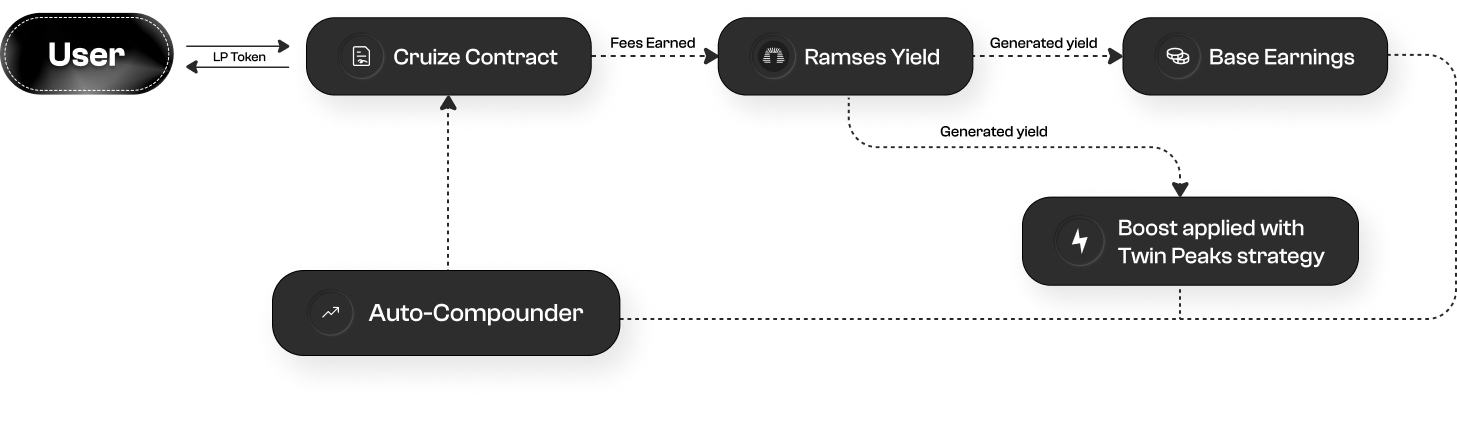 User
LP Token
Cruize Contract
Fees Earned
Ramses Yield
Generated yield
Base Earnings
Generated yield
Boost applied with
Twin Peaks strategy
Auto-Compounder